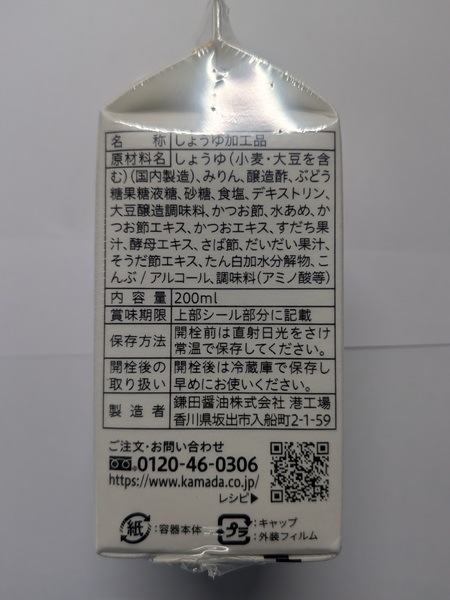 名称 しょうゆ加工品
原材料名 しょうゆ(小麦・大豆を含
む)(国内製造)、みりん、醸造酢、ぶどう
糖果糖液糖、砂糖、食塩、デキストリン、
大豆醸造調味料、かつお節、水あめ、か
つお節エキス、かつおエキス、すだち果
汁、酵母エキス、さば節、だいだい果汁、
そうだ節エキス、たん白加水分解物、こ
んぶ/アルコール、調味料(アミノ酸等)
内容量 200ml
賞味期限 上部シール部分に記載
保存方法 開栓前は直射日光をさけ
常温で保存してください。
開栓後の 開栓後は冷蔵庫で保存し
取り扱い 早めにお使いください。
製造者 鎌田醤油株式会社 港工場
香川県坂出市入船町2-1-59
ご注文・お問い合わせ
0120-46-0306
https://www.kamada.co.jp/
レシピ▶
紙 :容器本体
プラ :キャップ
:外装フィルム